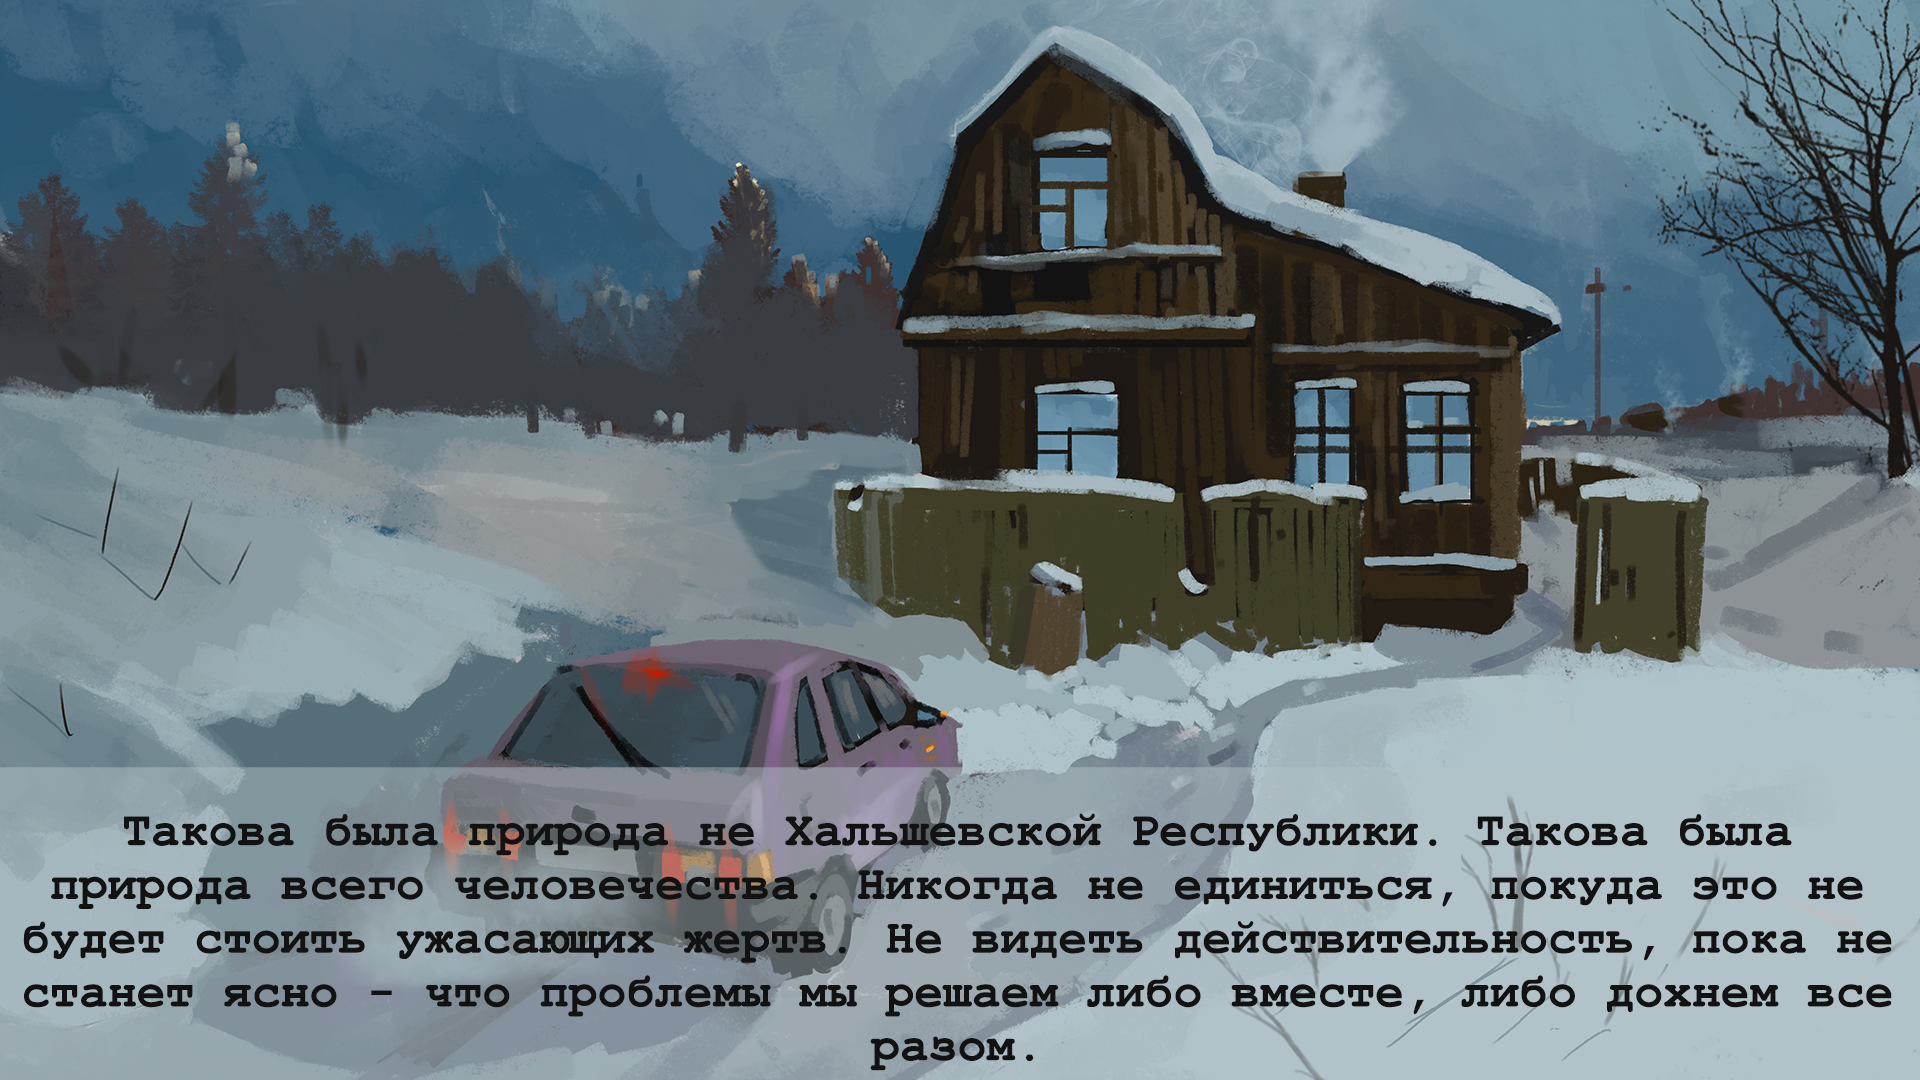 Такова была природа не Хальшевской Республики. Такова была
природа всего человечества. Никогда не единиться, покуда это не
будет стоить ужасающих жертв. Не видеть действительность, пока не
станет ясно - что проблемы мы решаем либо вместе, либо дохнем все
разом.